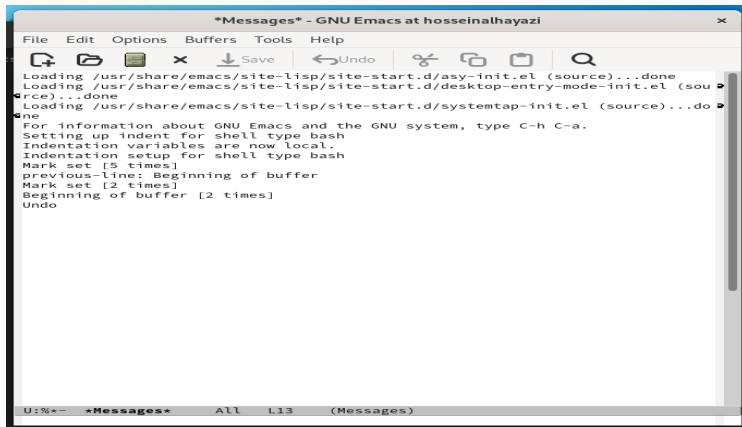 *Messages* - GNU Emacs at hosseinalhayazi
File Edit Options Buffers Tools Help
Save Undo
Loading /usr/share/emacs/site-lisp/site-start.d/asy-init.el (source)...done
Loading /usr/share/emacs/site-lisp/site-start.d/desktop-entry-mode-init.el (sou
rce)...done
Loading /usr/share/emacs/site-lisp/site-start.d/systemtap-init.el (source)...do
ne
For information about GNU Emacs and the GNU system, type C-h C-a.
Setting up indent for shell type bash
Indentation variables are now local.
Indentation setup for shell type bash
Mark set [5 times]
previous-line: Beginning of buffer
Mark set [2 times]
Beginning of buffer [2 times]
Undo
U:%*- *Messages* All L13 (Messages)